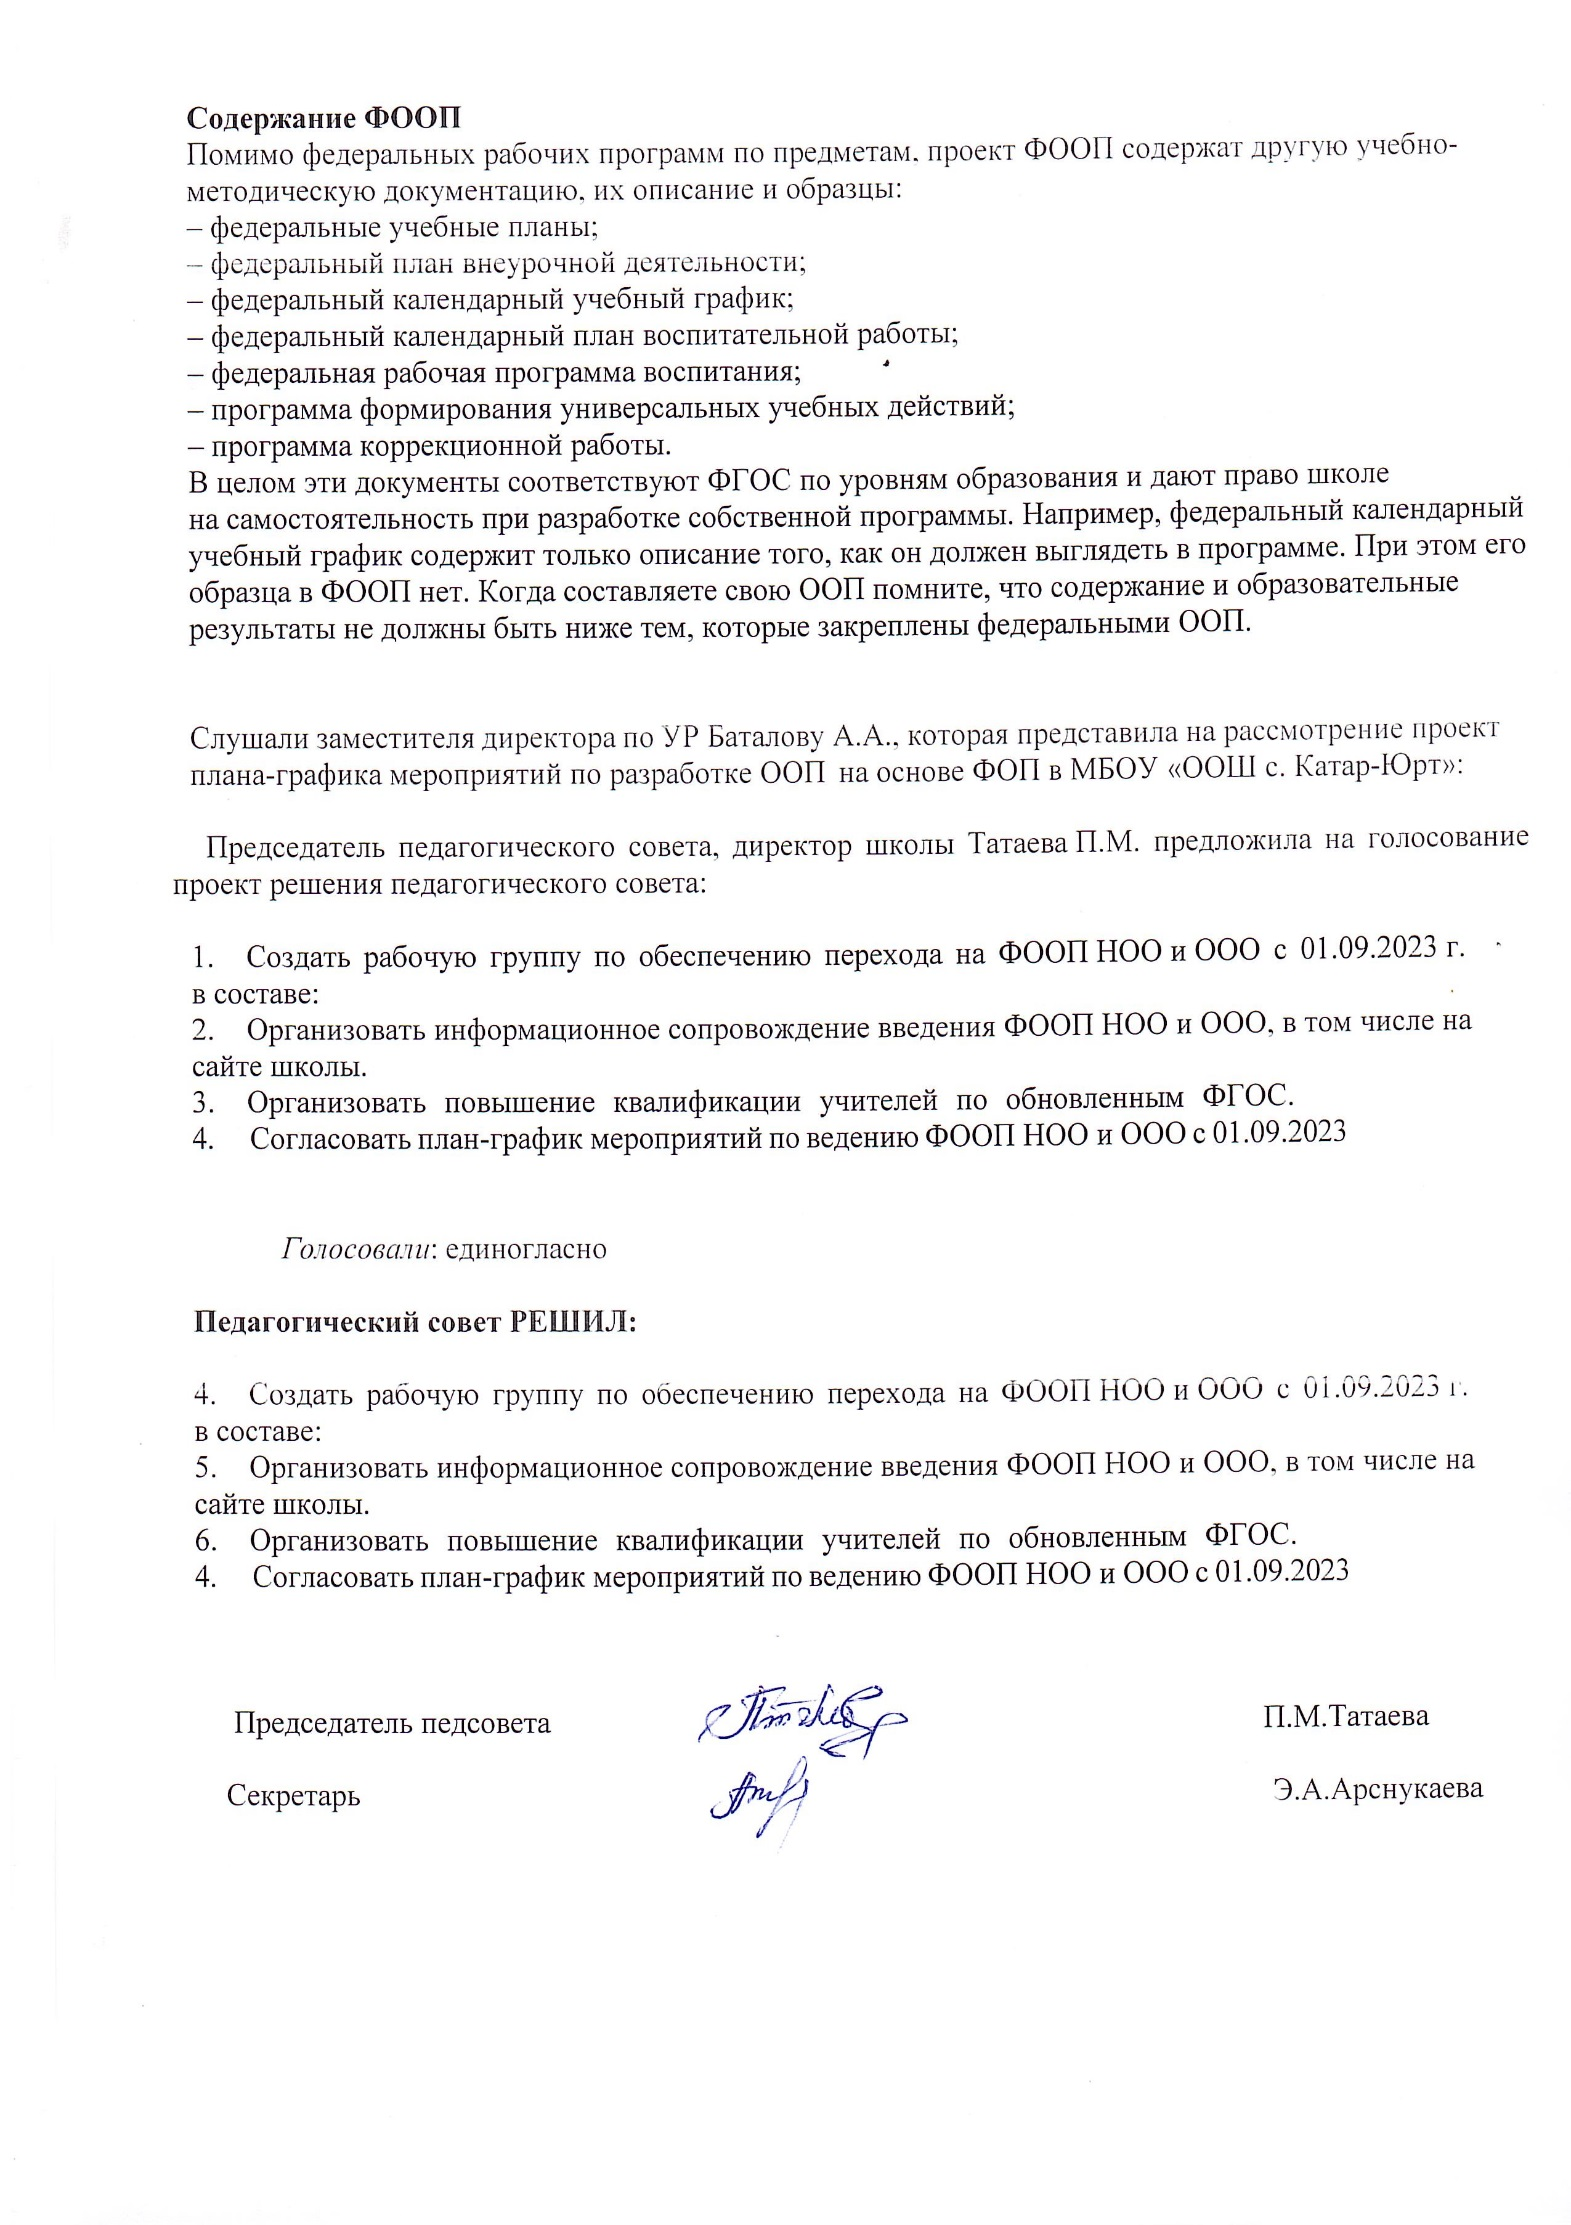 Содержание ФООП
Помимо федеральных рабочих программ по предметам, проект ФООП содержат другую учебно-
методическую документацию, их описание и образцы:
– федеральные учебные планы;
– федеральный план внеурочной деятельности;
– федеральный календарный учебный график;
– федеральный календарный план воспитательной работы;
– федеральная рабочая программа воспитания;
– программа формирования универсальных учебных действий;
– программа коррекционной работы.
В целом эти документы соответствуют ФГОС по уровням образования и дают право школе
на самостоятельность при разработке собственной программы. Например, федеральный календарный
учебный график содержит только описание того, как он должен выглядеть в программе. При этом его
образца в ФООП нет. Когда составляете свою ООП помните, что содержание и образовательные
результаты не должны быть ниже тем, которые закреплены федеральными ООП.
Слушали заместителя директора по УР Баталову А.А., которая представила на рассмотрение проект
плана-графика мероприятий по разработке ООП на основе ФОП в МБОУ «ООШ с. Катар-Юрт»:
Председатель педагогического совета, директор школы Татаева П.М. предложила на голосование
проект решения педагогического совета:
1. Создать рабочую группу по обеспечению перехода на ФООП НОО и ООО с 01.09.2023 г.
в составе:
2. Организовать информационное сопровождение введения ФООП НОО и ООО, в том числе на
сайте школы.
3. Организовать повышение квалификации учителей по обновленным ФГОС.
4. Согласовать план-график мероприятий по ведению ФООП НОО и ООО с 01.09.2023
Голосовали: единогласно
Педагогический совет РЕШИЛ:
4. Создать рабочую группу по обеспечению перехода на ФООП НОО и ООО с 01.09.2023 г.
в составе:
5. Организовать информационное сопровождение введения ФООП НОО и ООО, в том числе на
сайте школы.
6. Организовать повышение квалификации учителей по обновленным ФГОС.
4. Согласовать план-график мероприятий по ведению ФООП НОО и ООО с 01.09.2023
Председатель педсовета П.М.Татаева
Секретарь Э.А.Арснукаева